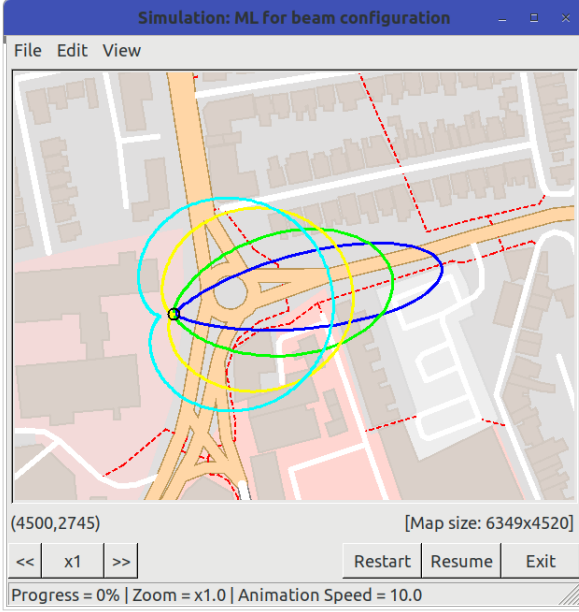 Simulation: ML for beam configuration
File Edit View
(4500,2745) [Map size: 6349x4520]
<< x1 >> Restart Resume Exit
Progress = 0% | Zoom = x1.0 | Animation Speed = 10.0